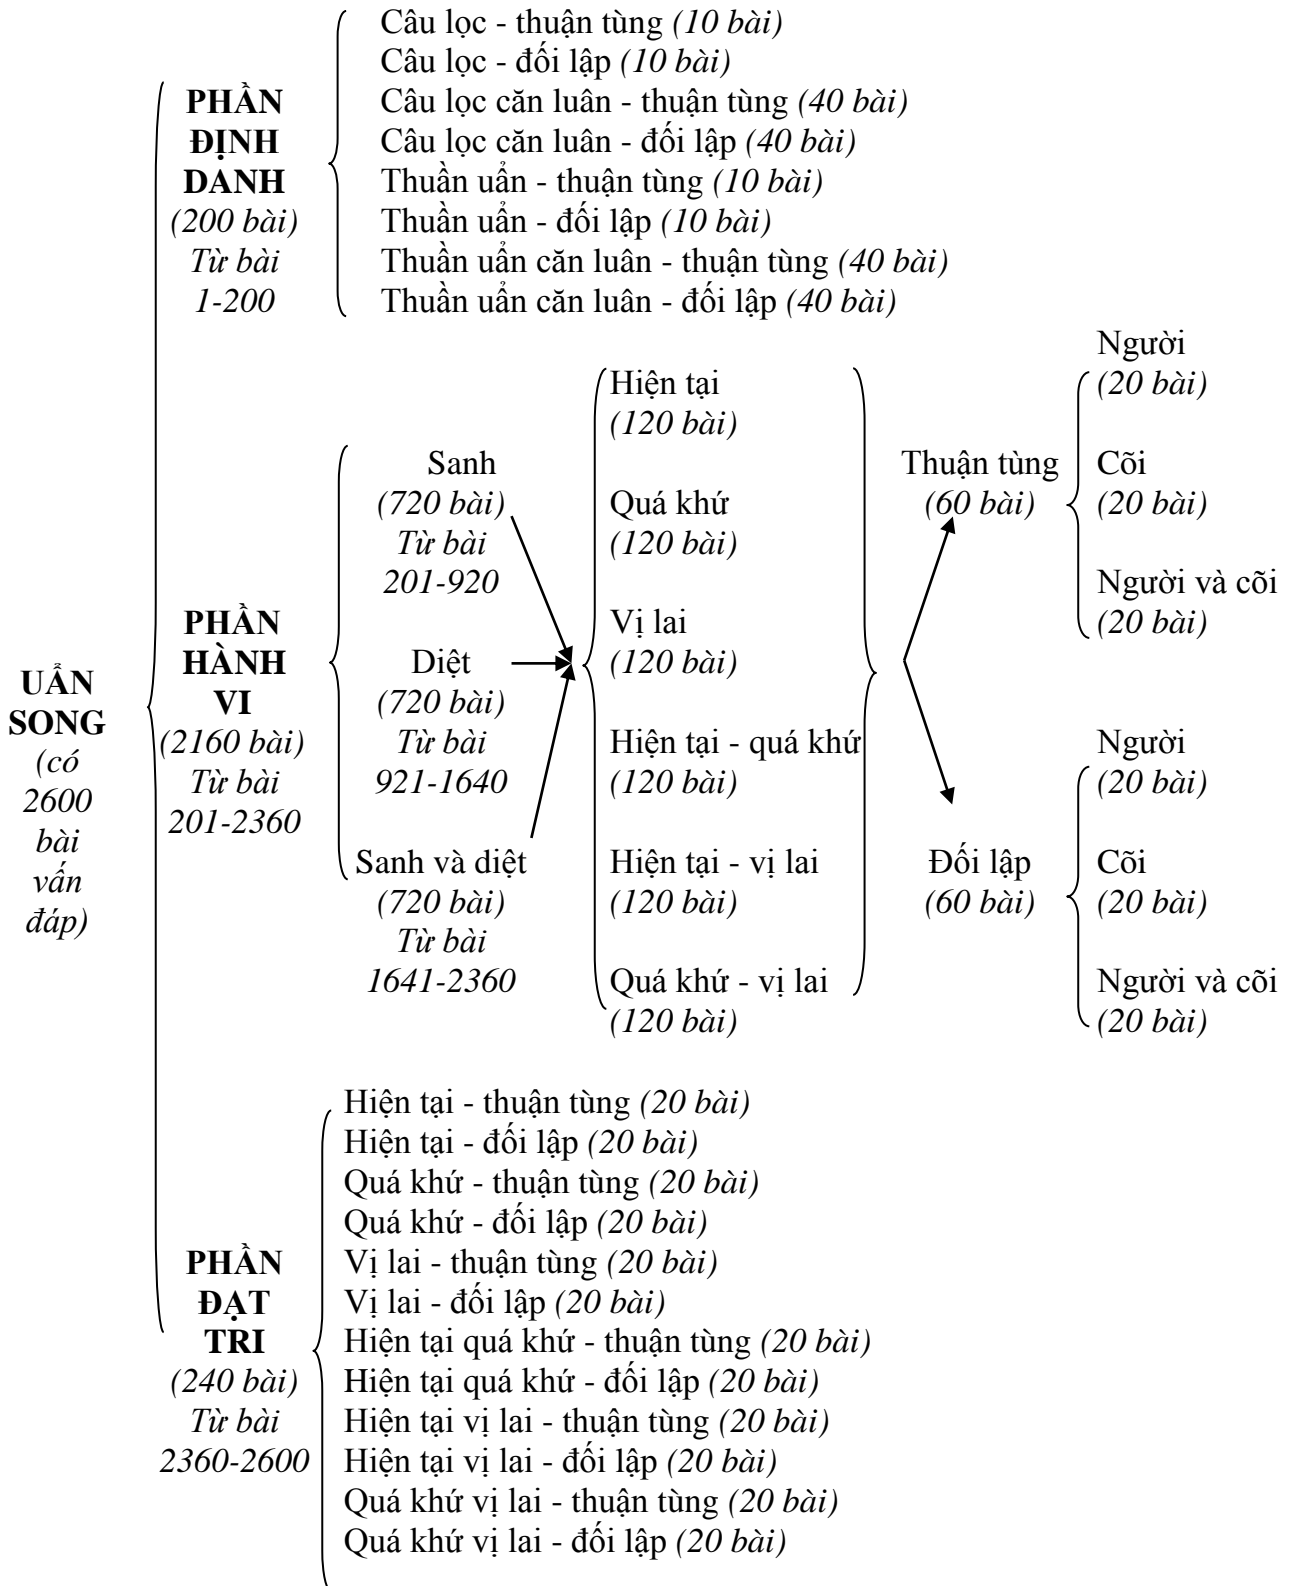 UẨN
SONG
(có
2600
bài
vấn
đáp)
PHẦN
ĐỊNH
DANH
(200 bài)
Từ bài
1-200
Câu lọc - thuận tùng (10 bài)
Câu lọc - đối lập (10 bài)
Câu lọc căn luân - thuận tùng (40 bài)
Câu lọc căn luân - đối lập (40 bài)
Thuần uẩn - thuận tùng (10 bài)
Thuần uẩn - đối lập (10 bài)
Thuần uẩn căn luân - thuận tùng (40 bài)
Thuần uẩn căn luân - đối lập (40 bài)
PHẦN
HÀNH
VI
(2160 bài)
Từ bài
201-2360
Sanh
(720 bài)
Từ bài
201-920
Diệt
(720 bài)
Từ bài
921-1640
Sanh và diệt
(720 bài)
Từ bài
1641-2360
Hiện tại
(120 bài)
Quá khứ
(120 bài)
Vị lai
(120 bài)
Hiện tại - quá khứ
(120 bài)
Hiện tại - vị lai
(120 bài)
Quá khứ - vị lai
(120 bài)
Thuận tùng
(60 bài)
Người
(20 bài)
Cõi
(20 bài)
Người và cõi
(20 bài)
Đối lập
(60 bài)
Người
(20 bài)
Cõi
(20 bài)
Người và cõi
(20 bài)
PHẦN
ĐẠT
TRI
(240 bài)
Từ bài
2360-2600
Hiện tại - thuận tùng (20 bài)
Hiện tại - đối lập (20 bài)
Quá khứ - thuận tùng (20 bài)
Quá khứ - đối lập (20 bài)
Vị lai - thuận tùng (20 bài)
Vị lai - đối lập (20 bài)
Hiện tại quá khứ - thuận tùng (20 bài)
Hiện tại quá khứ - đối lập (20 bài)
Hiện tại vị lai - thuận tùng (20 bài)
Hiện tại vị lai - đối lập (20 bài)
Quá khứ vị lai - thuận tùng (20 bài)
Quá khứ vị lai - đối lập (20 bài)